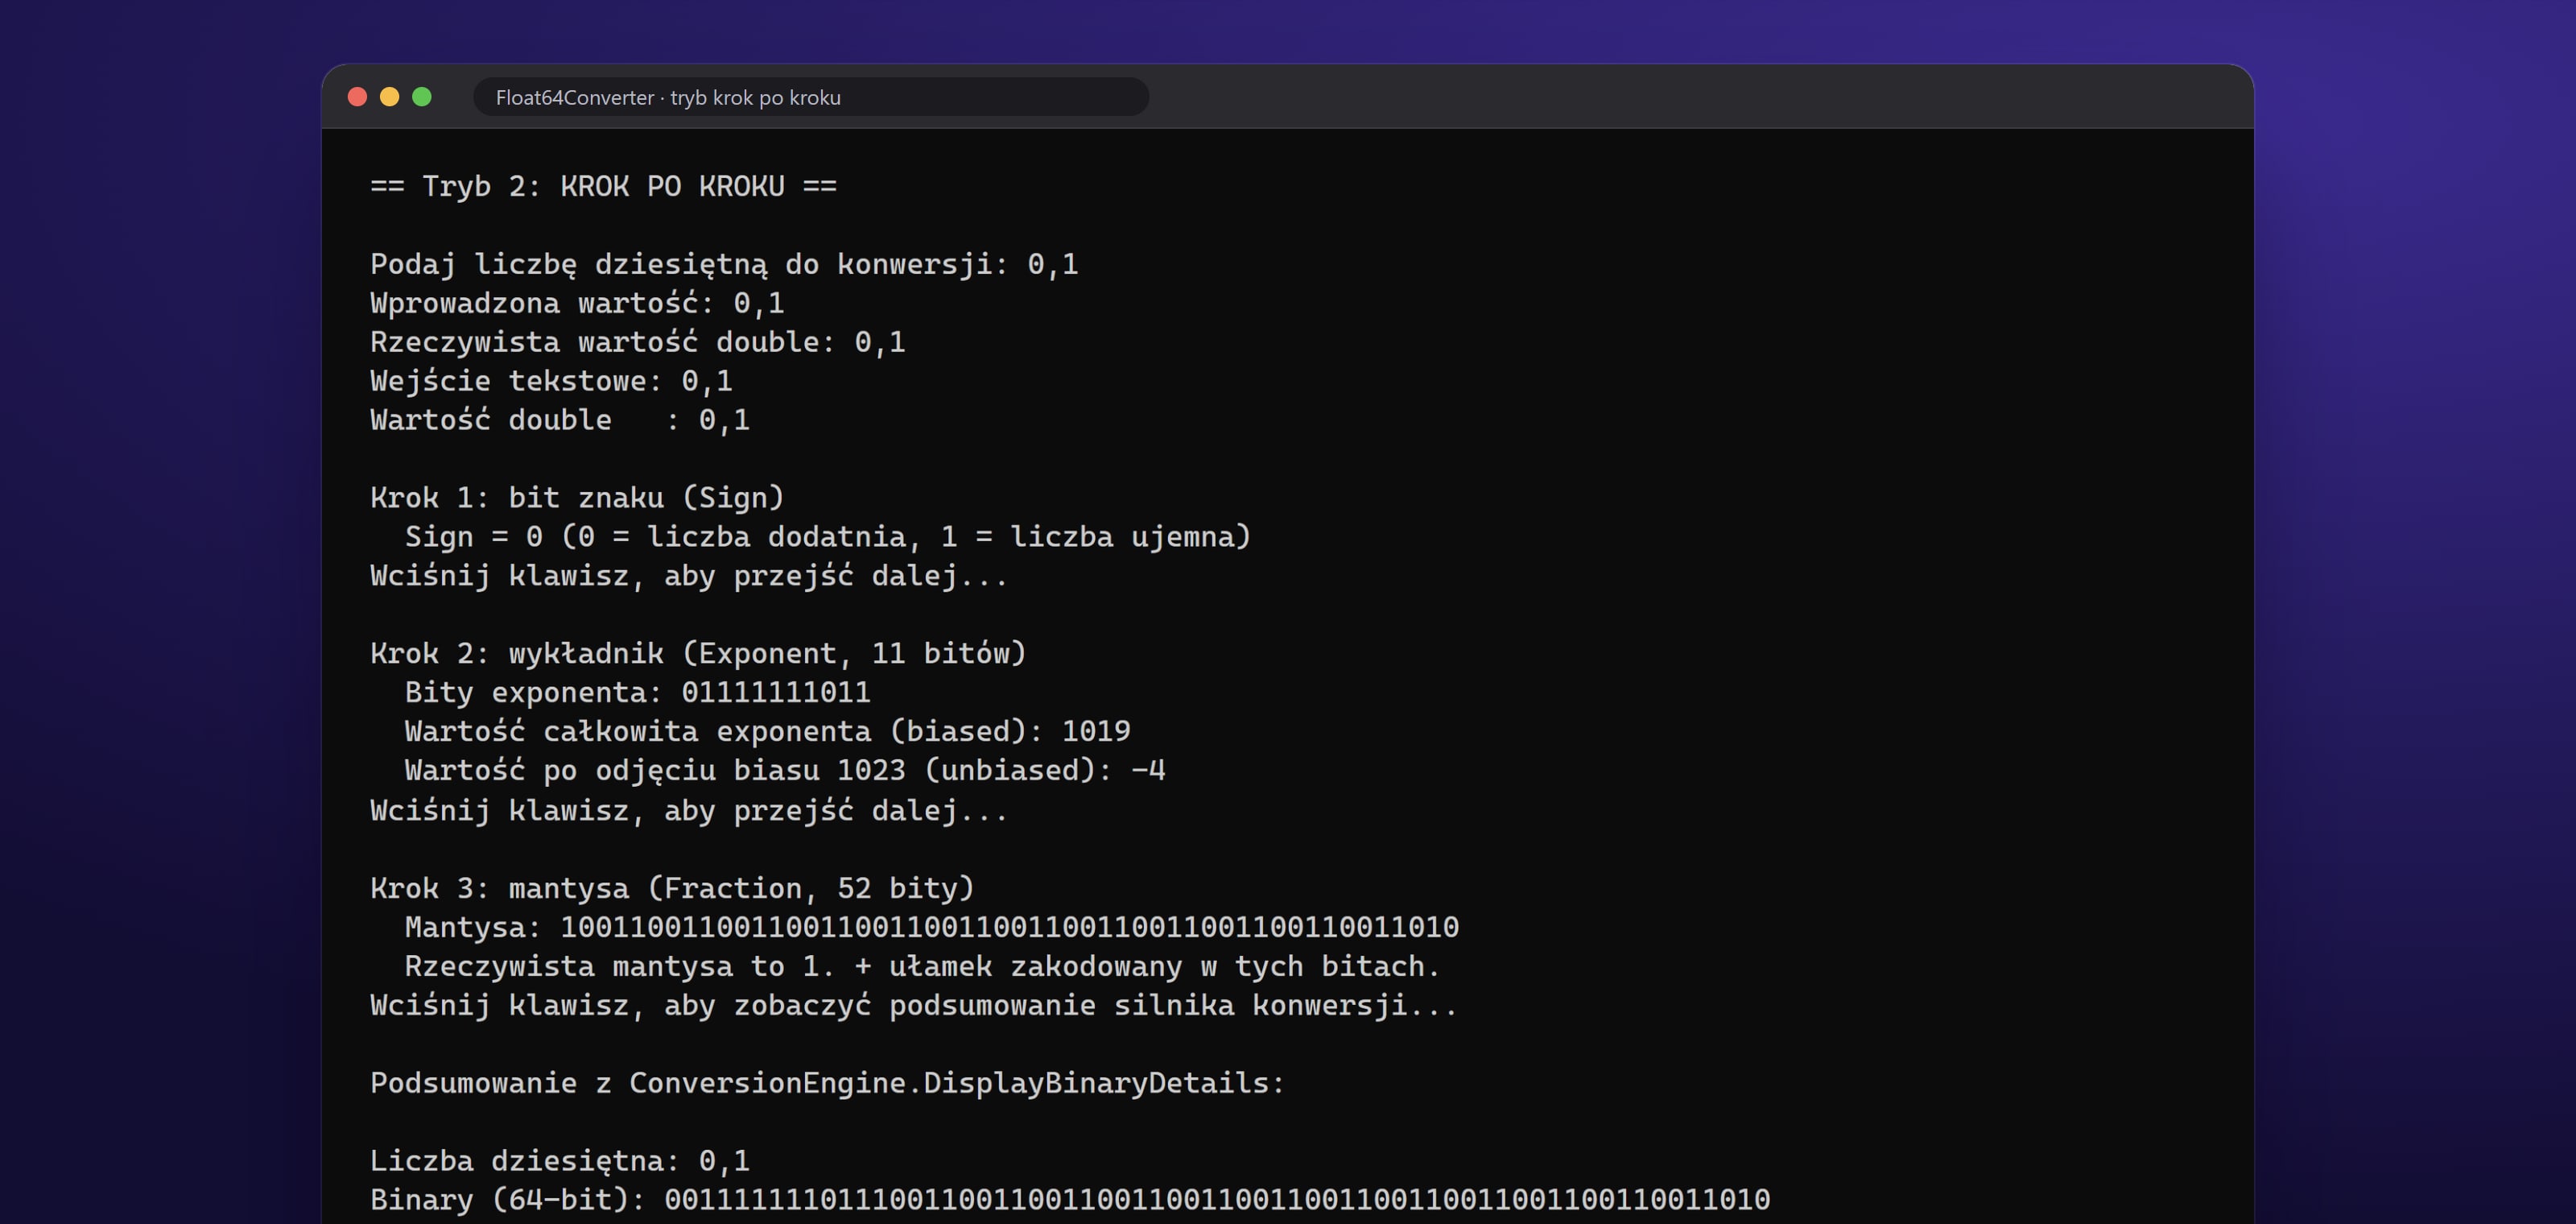 Float64Converter · tryb krok po kroku
== Tryb 2: KROK PO KROKU ==
Podaj liczbę dziesiętną do konwersji: 0,1
Wprowadzona wartość: 0,1
Rzeczywista wartość double: 0,1
Wejście tekstowe: 0,1
Wartość double   : 0,1
Krok 1: bit znaku (Sign)
Sign = 0 (0 = liczba dodatnia, 1 = liczba ujemna)
Wciśnij klawisz, aby przejść dalej...
Krok 2: wykładnik (Exponent, 11 bitów)
Bity exponenta: 01111111011
Wartość całkowita exponenta (biased): 1019
Wartość po odjęciu biasu 1023 (unbiased): -4
Wciśnij klawisz, aby przejść dalej...
Krok 3: mantysa (Fraction, 52 bity)
Mantysa: 1001100110011001100110011001100110011001100110011010
Rzeczywista mantysa to 1. + ułamek zakodowany w tych bitach.
Wciśnij klawisz, aby zobaczyć podsumowanie silnika konwersji...
Podsumowanie z ConversionEngine.DisplayBinaryDetails:
Liczba dziesiętna: 0,1
Binary (64-bit): 0011111110111001100110011001100110011001100110011001100110011010